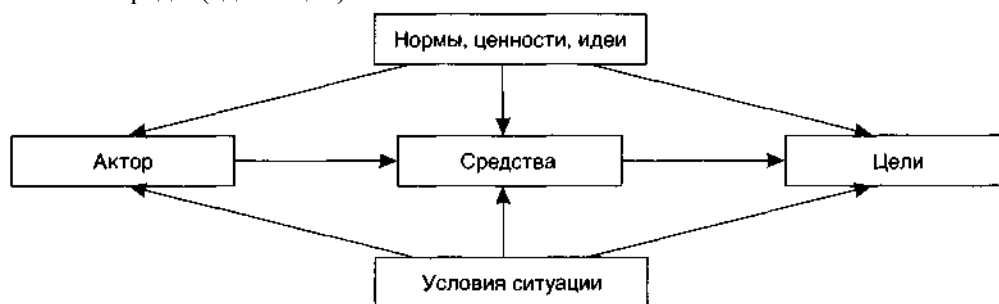 Нормы, ценности, идеи
Актор
Средства
Цели
Условия ситуации